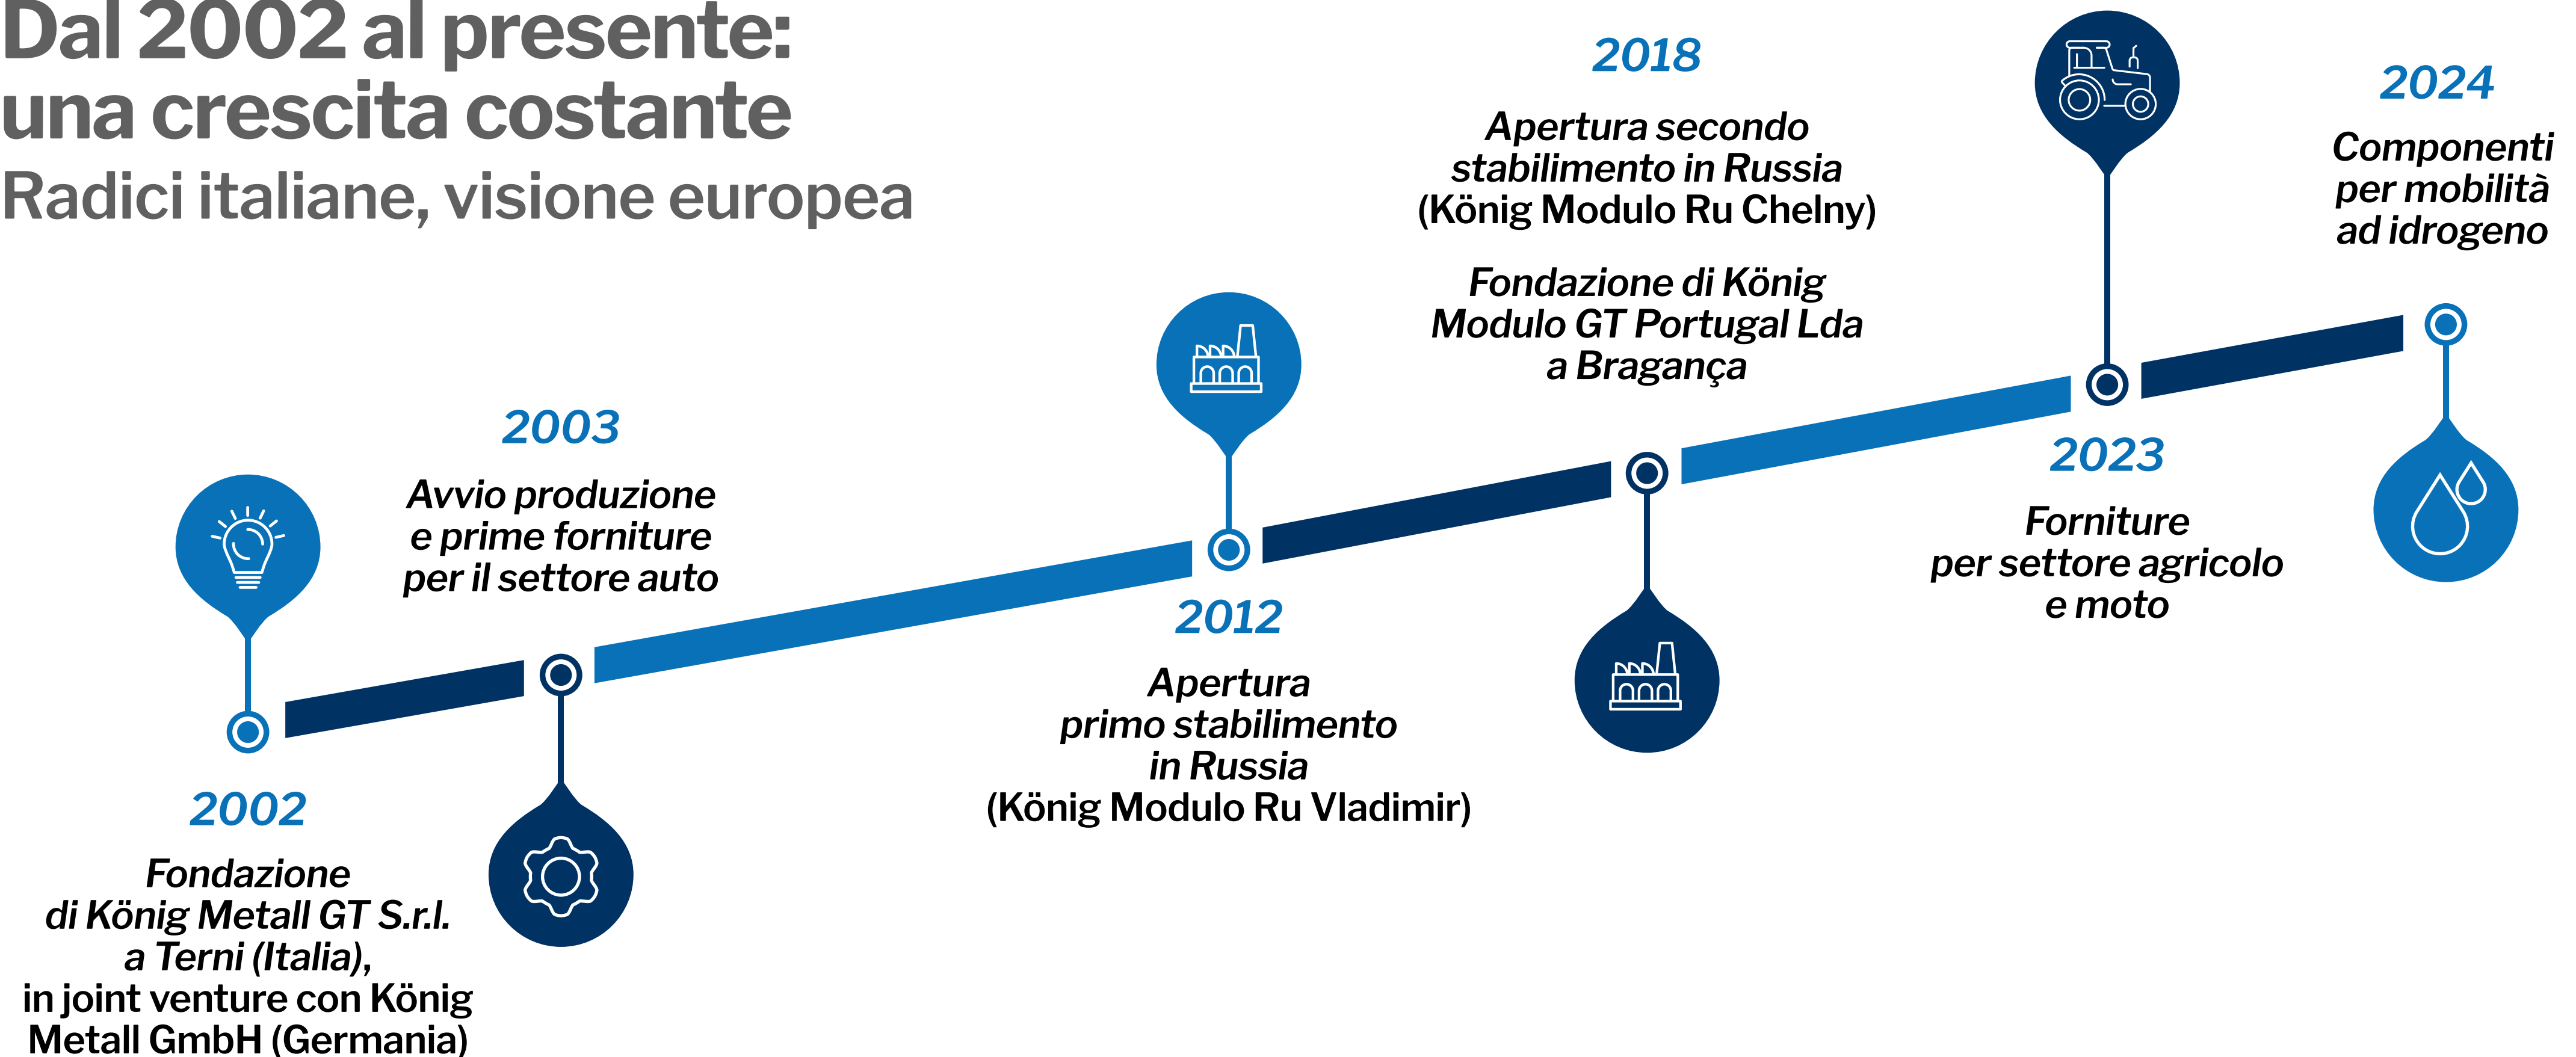 Dal 2002 al presente:
una crescita costante
Radici italiane, visione europea
2002
Fondazione
di König Metall GT S.r.l.
a Terni (Italia),
in joint venture con König
Metall GmbH (Germania)
2003
Avvio produzione
e prime forniture
per il settore auto
2012
Apertura
primo stabilimento
in Russia
(König Modulo Ru Vladimir)
2018
Apertura secondo
stabilimento in Russia
(König Modulo Ru Chelny)
Fondazione di König
Modulo GT Portugal Lda
a Bragança
2023
Forniture
per settore agricolo
e moto
2024
Componenti
per mobilità
ad idrogeno